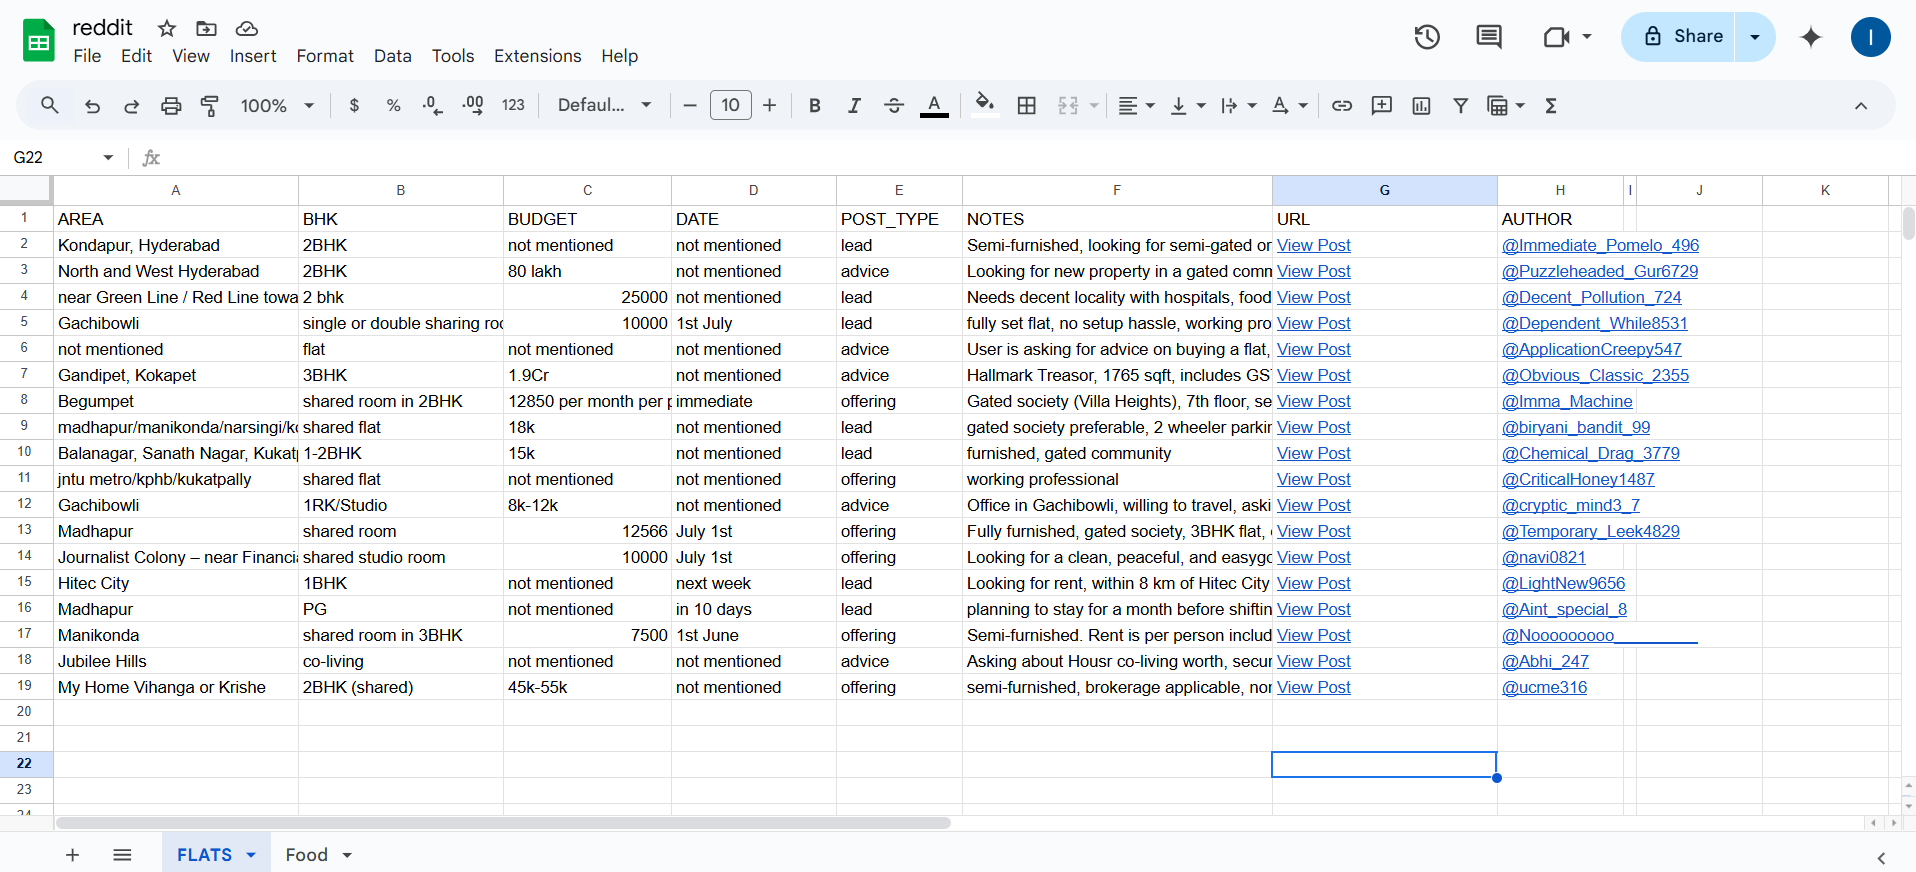 reddit
File Edit View Insert Format Data Tools Extensions Help
Share
I
100% $ % .0 .00 123 Defaul... 10 B I S A Σ
G22 fx
A B C D E F G H I J K
1 AREA BHK BUDGET DATE POST_TYPE NOTES URL AUTHOR
2 Kondapur, Hyderabad 2BHK not mentioned not mentioned lead Semi-furnished, looking for semi-gated or View Post @Immediate_Pomelo_496
3 North and West Hyderabad 2BHK 80 lakh not mentioned advice Looking for new property in a gated comm View Post @Puzzleheaded_Gur6729
4 near Green Line / Red Line towa 2 bhk 25000 not mentioned lead Needs decent locality with hospitals, food View Post @Decent_Pollution_724
5 Gachibowli single or double sharing roo 10000 1st July lead fully set flat, no setup hassle, working pro View Post @Dependent_While8531
6 not mentioned flat not mentioned not mentioned advice User is asking for advice on buying a flat, View Post @ApplicationCreepy547
7 Gandipet, Kokapet 3BHK 1.9Cr not mentioned advice Hallmark Treasor, 1765 sqft, includes GST View Post @Obvious_Classic_2355
8 Begumpet shared room in 2BHK 12850 per month per p immediate offering Gated society (Villa Heights), 7th floor, se View Post @Imma_Machine
9 madhapur/manikonda/narsingi/ko shared flat 18k not mentioned lead gated society preferable, 2 wheeler parkin View Post @biryani_bandit_99
10 Balanagar, Sanath Nagar, Kukatp 1-2BHK 15k not mentioned lead furnished, gated community View Post @Chemical_Drag_3779
11 jntu metro/kphb/kukatpally shared flat not mentioned not mentioned offering working professional View Post @CriticalHoney1487
12 Gachibowli 1RK/Studio 8k-12k not mentioned advice Office in Gachibowli, willing to travel, aski View Post @cryptic_mind3_7
13 Madhapur shared room 12566 July 1st offering Fully furnished, gated society, 3BHK flat, View Post @Temporary_Leek4829
14 Journalist Colony – near Financia shared studio room 10000 July 1st offering Looking for a clean, peaceful, and easygo View Post @navi0821
15 Hitec City 1BHK not mentioned next week lead Looking for rent, within 8 km of Hitec City View Post @LightNew9656
16 Madhapur PG not mentioned in 10 days lead planning to stay for a month before shiftin View Post @Aint_special_8
17 Manikonda shared room in 3BHK 7500 1st June offering Semi-furnished. Rent is per person includ View Post @Nooooooooo__________
18 Jubilee Hills co-living not mentioned not mentioned advice Asking about Housr co-living worth, secur View Post @Abhi_247
19 My Home Vihanga or Krishe 2BHK (shared) 45k-55k not mentioned offering semi-furnished, brokerage applicable, non View Post @ucme316
20
21
22
23
24
FLATS Food